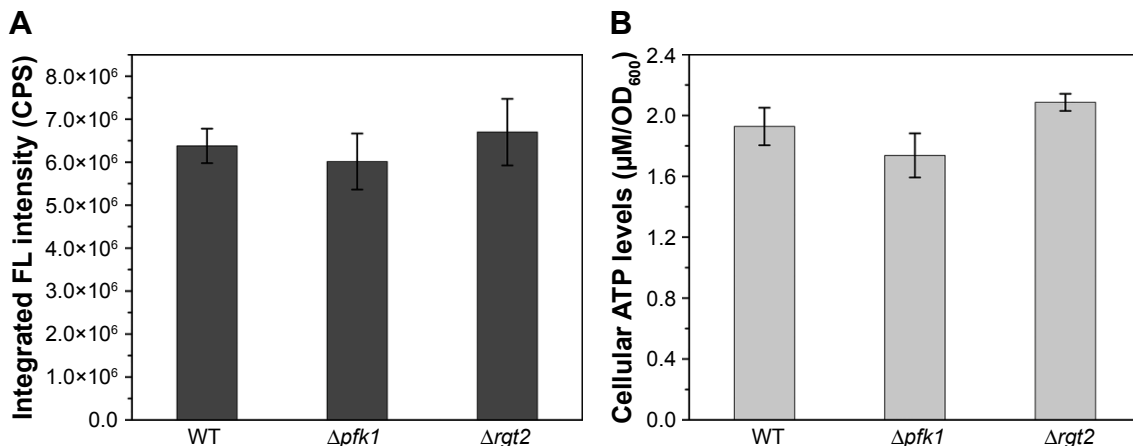 A
Integrated FL intensity (CPS)
8.0×10⁶
7.0×10⁶
6.0×10⁶
5.0×10⁶
4.0×10⁶
3.0×10⁶
2.0×10⁶
1.0×10⁶
0.0
WT
Δpfk1
Δrgt2
B
Cellular ATP levels (µM/OD₆₀₀)
2.4
2.0
1.6
1.2
0.8
0.4
0.0
WT
Δpfk1
Δrgt2